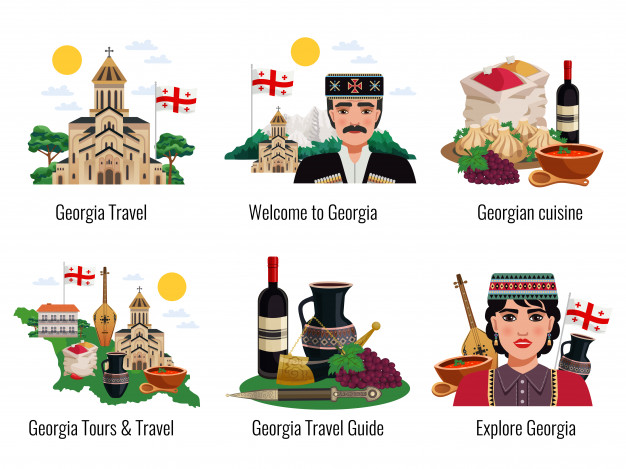 Georgia Travel
Welcome to Georgia
Georgian cuisine
Georgia Tours & Travel
Georgia Travel Guide
Explore Georgia